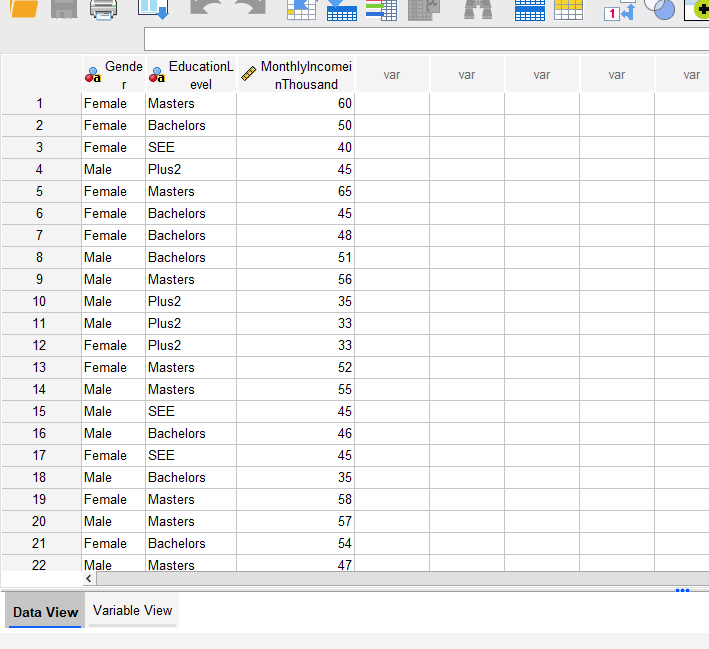 1
Gende
r
EducationL
evel
MonthlyIncomei
nThousand
var
var
var
var
var
1 Female Masters 60
2 Female Bachelors 50
3 Female SEE 40
4 Male Plus2 45
5 Female Masters 65
6 Female Bachelors 45
7 Female Bachelors 48
8 Male Bachelors 51
9 Male Masters 56
10 Male Plus2 35
11 Male Plus2 33
12 Female Plus2 33
13 Female Masters 52
14 Male Masters 55
15 Male SEE 45
16 Male Bachelors 46
17 Female SEE 45
18 Male Bachelors 35
19 Female Masters 58
20 Male Masters 57
21 Female Bachelors 54
22 Male Masters 47
Data View Variable View